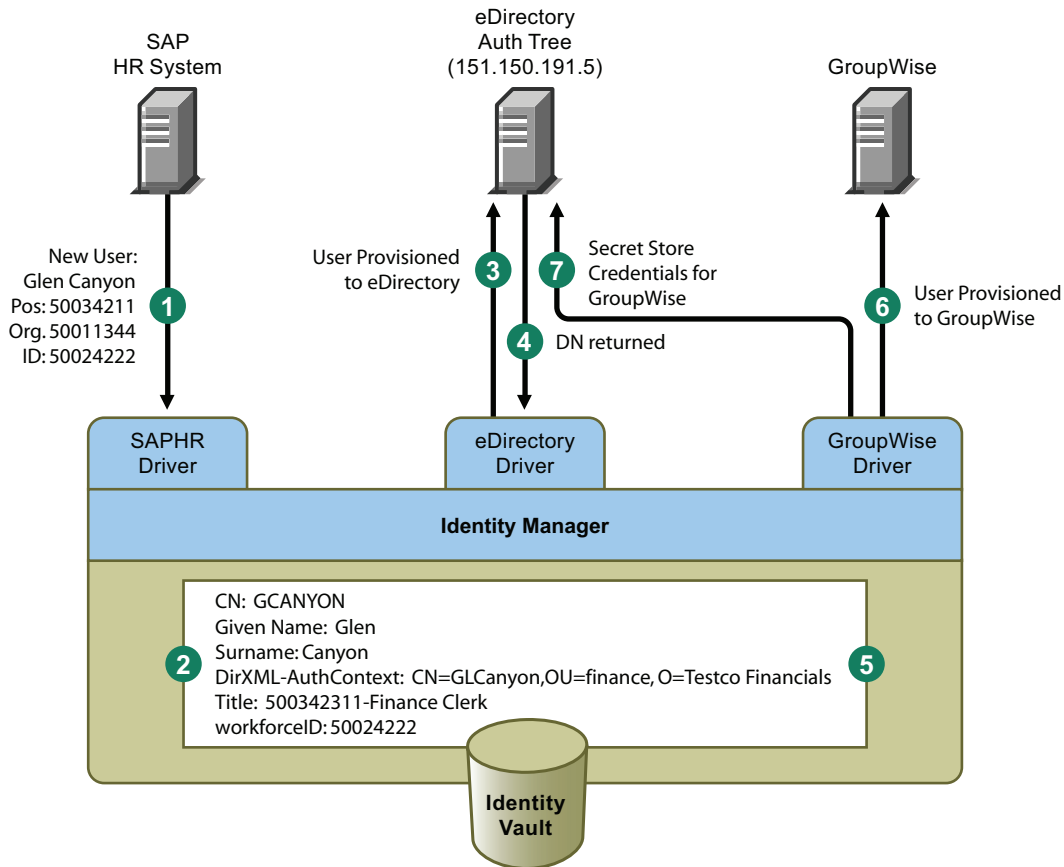 SAP
HR System
eDirectory
Auth Tree
(151.150.191.5)
GroupWise
New User:
Glen Canyon
Pos: 50034211
Org. 50011344
ID: 50024222
1
User Provisioned
to eDirectory
3
7
Secret Store
Credentials for
GroupWise
4
DN returned
6
User Provisioned
to GroupWise
SAPHR
Driver
eDirectory
Driver
GroupWise
Driver
Identity Manager
2
CN: GCANYON
Given Name: Glen
Surname: Canyon
DirXML-AuthContext: CN=GLCanyon,OU=finance, O=Testco Financials
Title: 500342311-Finance Clerk
workforceID: 50024222
5
Identity
Vault